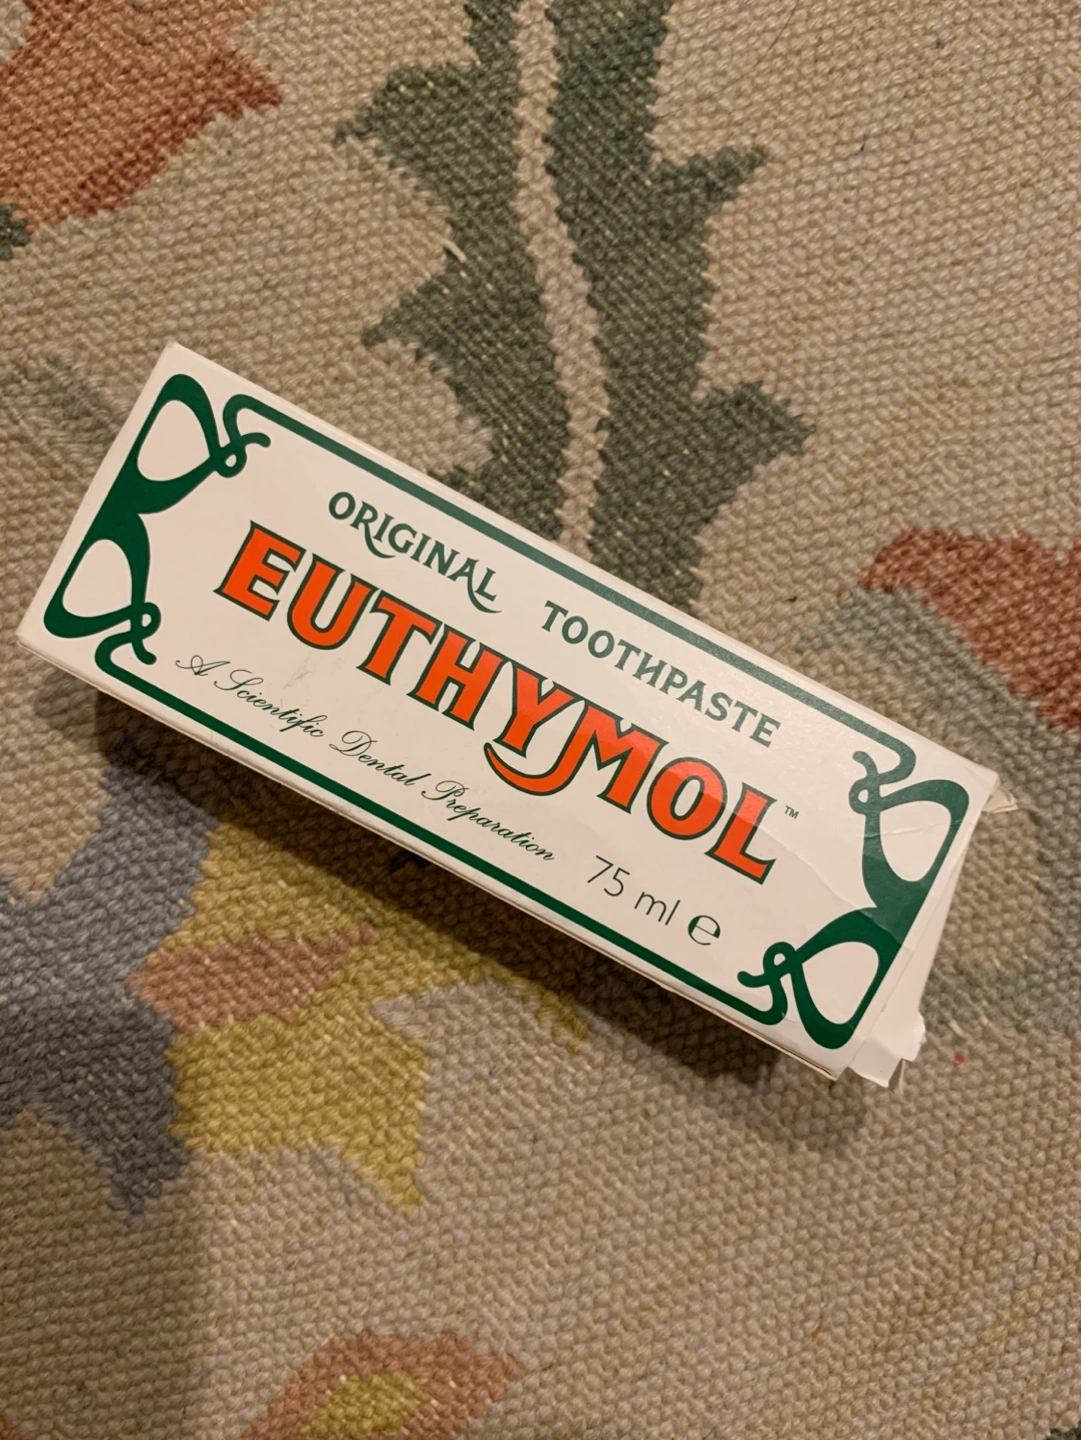 ORIGINAL TOOTHPASTE
EUTHYMOL™
A Scientific Dental Preparation
75 ml ℮